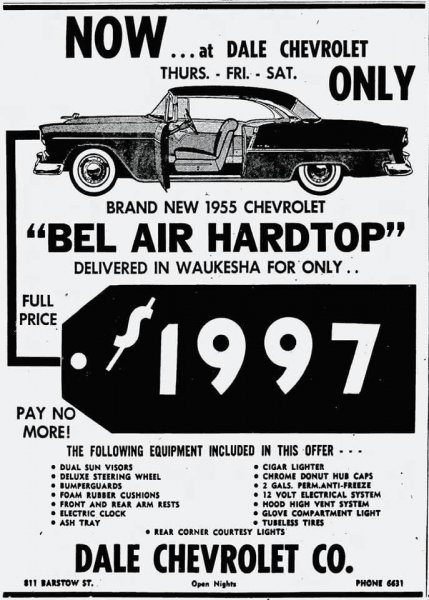 NOW ...at DALE CHEVROLET
THURS. - FRI. - SAT. ONLY
BRAND NEW 1955 CHEVROLET
"BEL AIR HARDTOP"
DELIVERED IN WAUKESHA FOR ONLY . .
FULL PRICE
$1997
PAY NO MORE!
THE FOLLOWING EQUIPMENT INCLUDED IN THIS OFFER - - -
• DUAL SUN VISORS
• DELUXE STEERING WHEEL
• BUMPERGUARDS
• FOAM RUBBER CUSHIONS
• FRONT AND REAR ARM RESTS
• ELECTRIC CLOCK
• ASH TRAY
• CIGAR LIGHTER
• CHROME DONUT HUB CAPS
• 2 GALS. PERM.ANTI-FREEZE
• 12 VOLT ELECTRICAL SYSTEM
• HOOD HIGH VENT SYSTEM
• GLOVE COMPARTMENT LIGHT
• TUBELESS TIRES
• REAR CORNER COURTESY LIGHTS
DALE CHEVROLET CO.
811 BARSTOW ST. Open Nights PHONE 6631